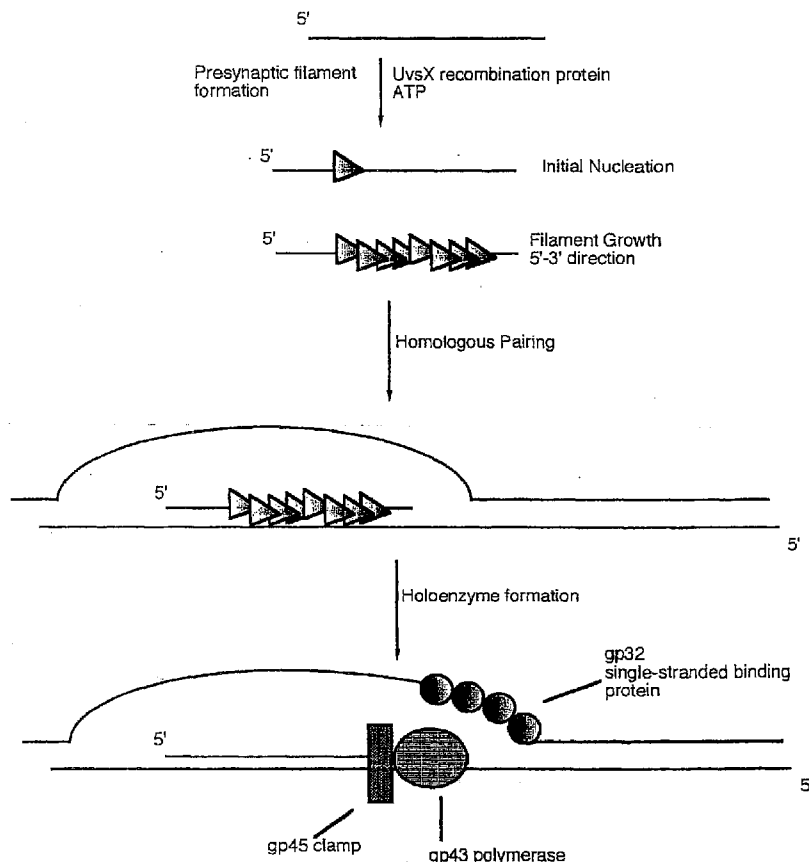 5'
Presynaptic filament
formation
UvsX recombination protein
ATP
5'
Initial Nucleation
5'
Filament Growth
5'-3' direction
Homologous Pairing
5'
5'
Holoenzyme formation
gp32
single-stranded binding
protein
5'
5'
gp45 clamp
gp43 polymerase